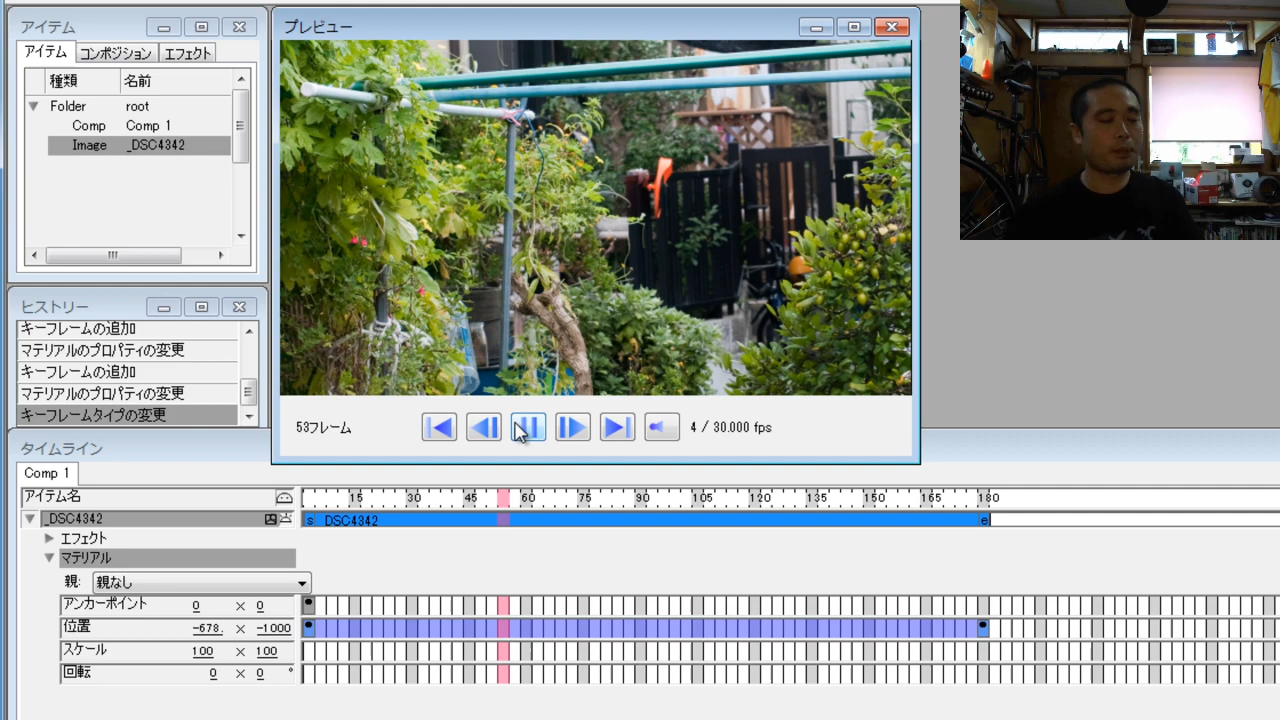 アイテム
アイテム コンポジション エフェクト
種類 名前
Folder root
Comp Comp 1
Image _DSC4342
ヒストリー
キーフレームの追加
マテリアルのプロパティの変更
キーフレームの追加
マテリアルのプロパティの変更
キーフレームタイプの変更
プレビュー
53フレーム 4 / 30.000 fps
タイムライン
Comp 1
アイテム名 15 30 45 60 75 90 105 120 135 150 165 180
_DSC4342 s _DSC4342 e
エフェクト
マテリアル
親: 親なし
アンカーポイント 0 × 0
位置 -678. × -1000
スケール 100 × 100
回転 0 × 0 °